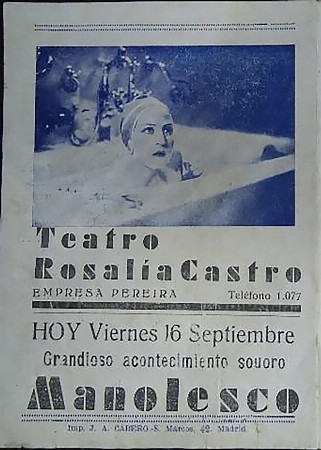 Teatro
Rosalía Castro
EMPRESA PEREIRA Teléfono 1.077
HOY Viernes 16 Septiembre
Grandioso acontecimiento sonoro
Manolesco
Imp. J. A. CABERO.-S. Marcos, 42. Madrid.